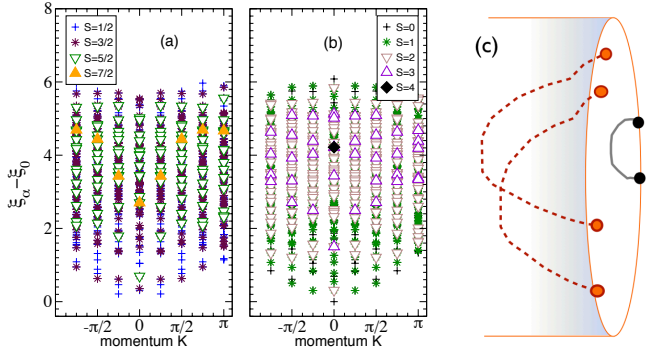 S=1/2
S=3/2
S=5/2
S=7/2
(a)
S=0
S=1
S=2
S=3
S=4
(b)
(c)
8
6
4
2
0
ξα−ξ0
-π/2 0 π/2 π
momentum K
-π/2 0 π/2 π
momentum K